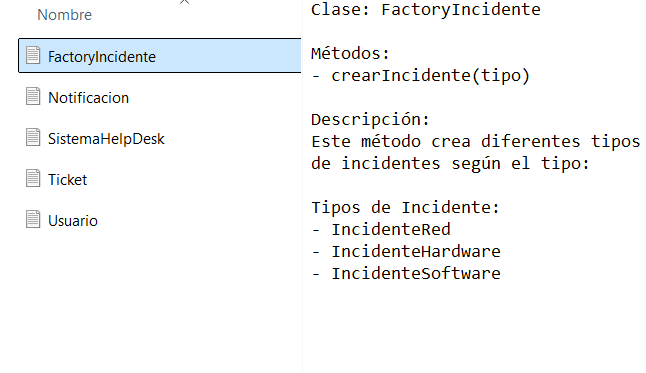 Nombre
FactoryIncidente
Notificacion
SistemaHelpDesk
Ticket
Usuario
Clase: FactoryIncidente
Métodos:
- crearIncidente(tipo)
Descripción:
Este método crea diferentes tipos
de incidentes según el tipo:
Tipos de Incidente:
- IncidenteRed
- IncidenteHardware
- IncidenteSoftware